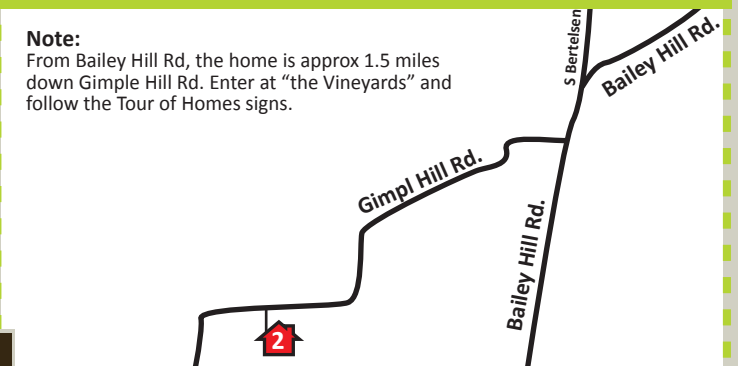 Note:
From Bailey Hill Rd, the home is approx 1.5 miles
down Gimple Hill Rd. Enter at “the Vineyards” and
follow the Tour of Homes signs.
S Bertelsen
Bailey Hill Rd.
Gimpl Hill Rd.
Bailey Hill Rd.
2